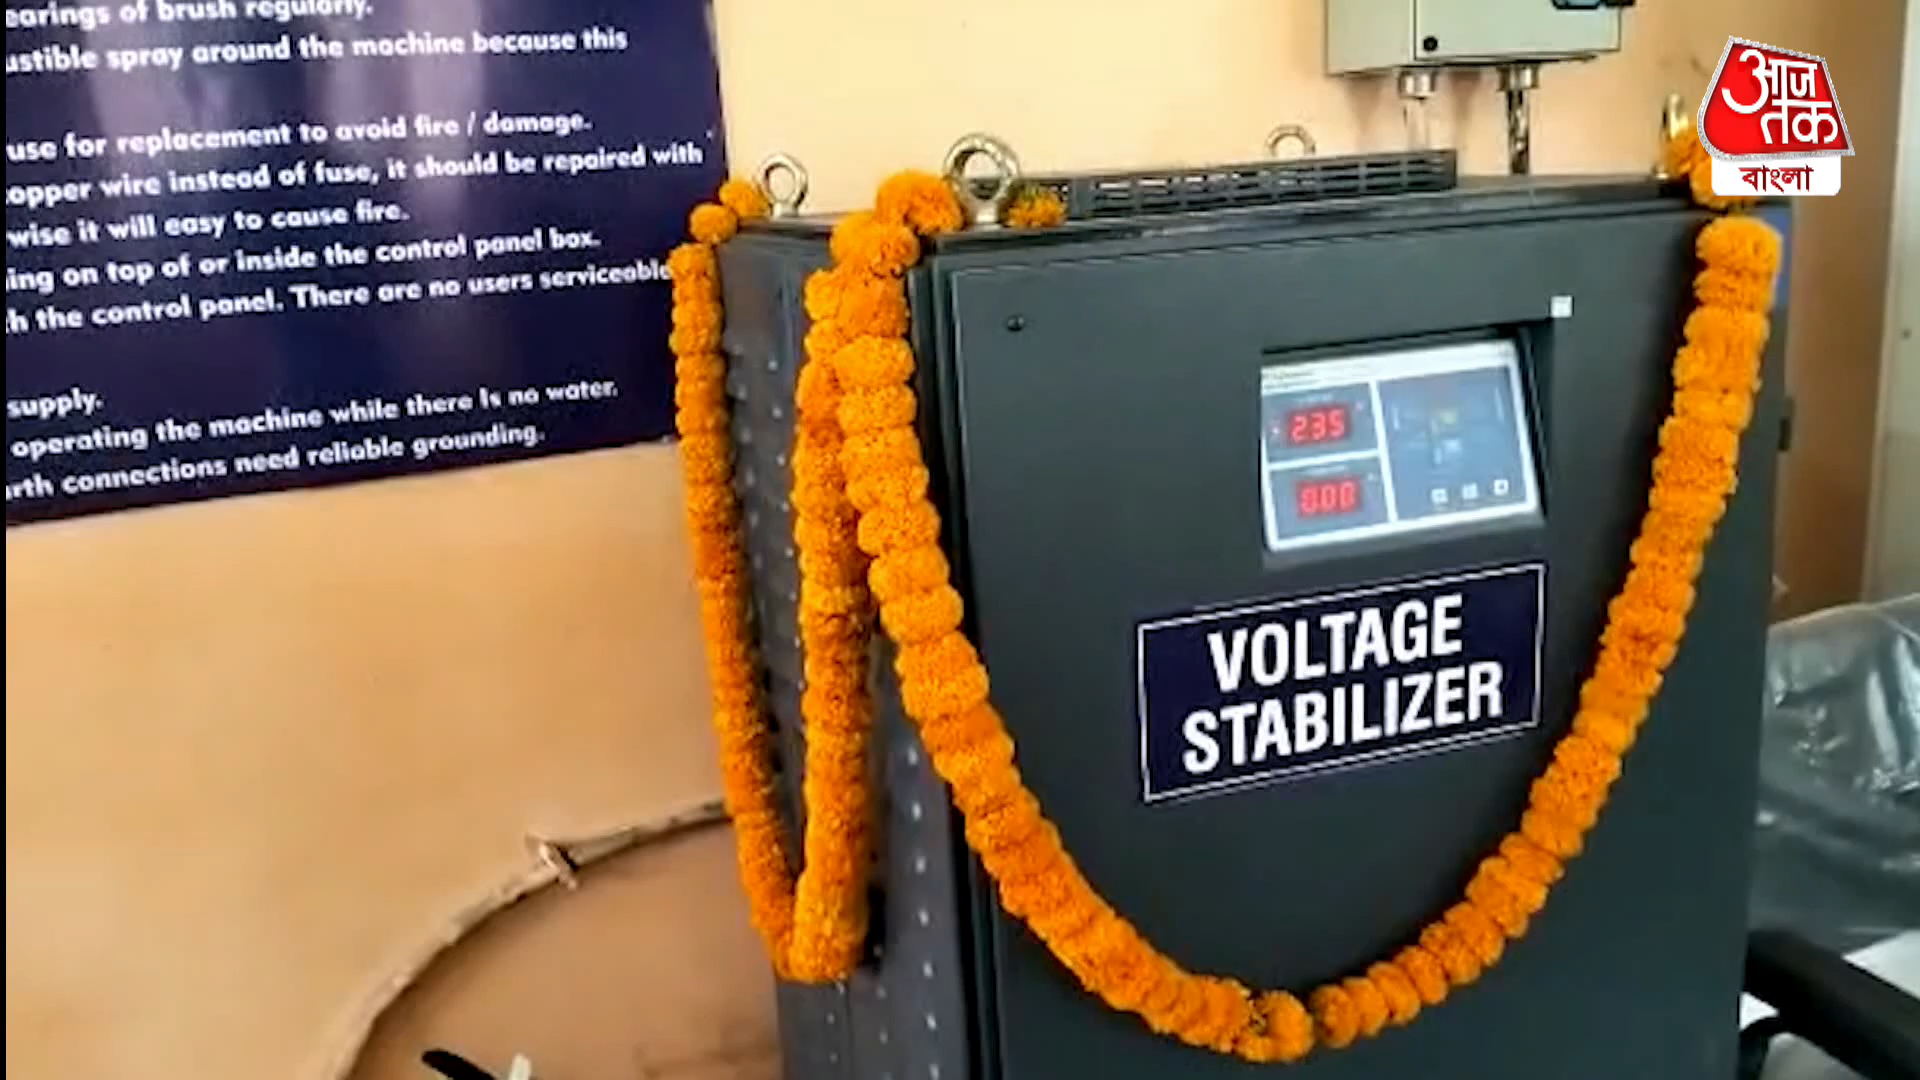 earings of brush regularly.
ustible spray around the machine because this
use for replacement to avoid fire / damage.
opper wire instead of fuse, it should be repaired with
wise it will easy to cause fire.
ing on top of or inside the control panel box.
h the control panel. There are no users serviceable
supply.
operating the machine while there is no water.
rth connections need reliable grounding.
235
000
VOLTAGE
STABILIZER
आज
तक
বাংলা